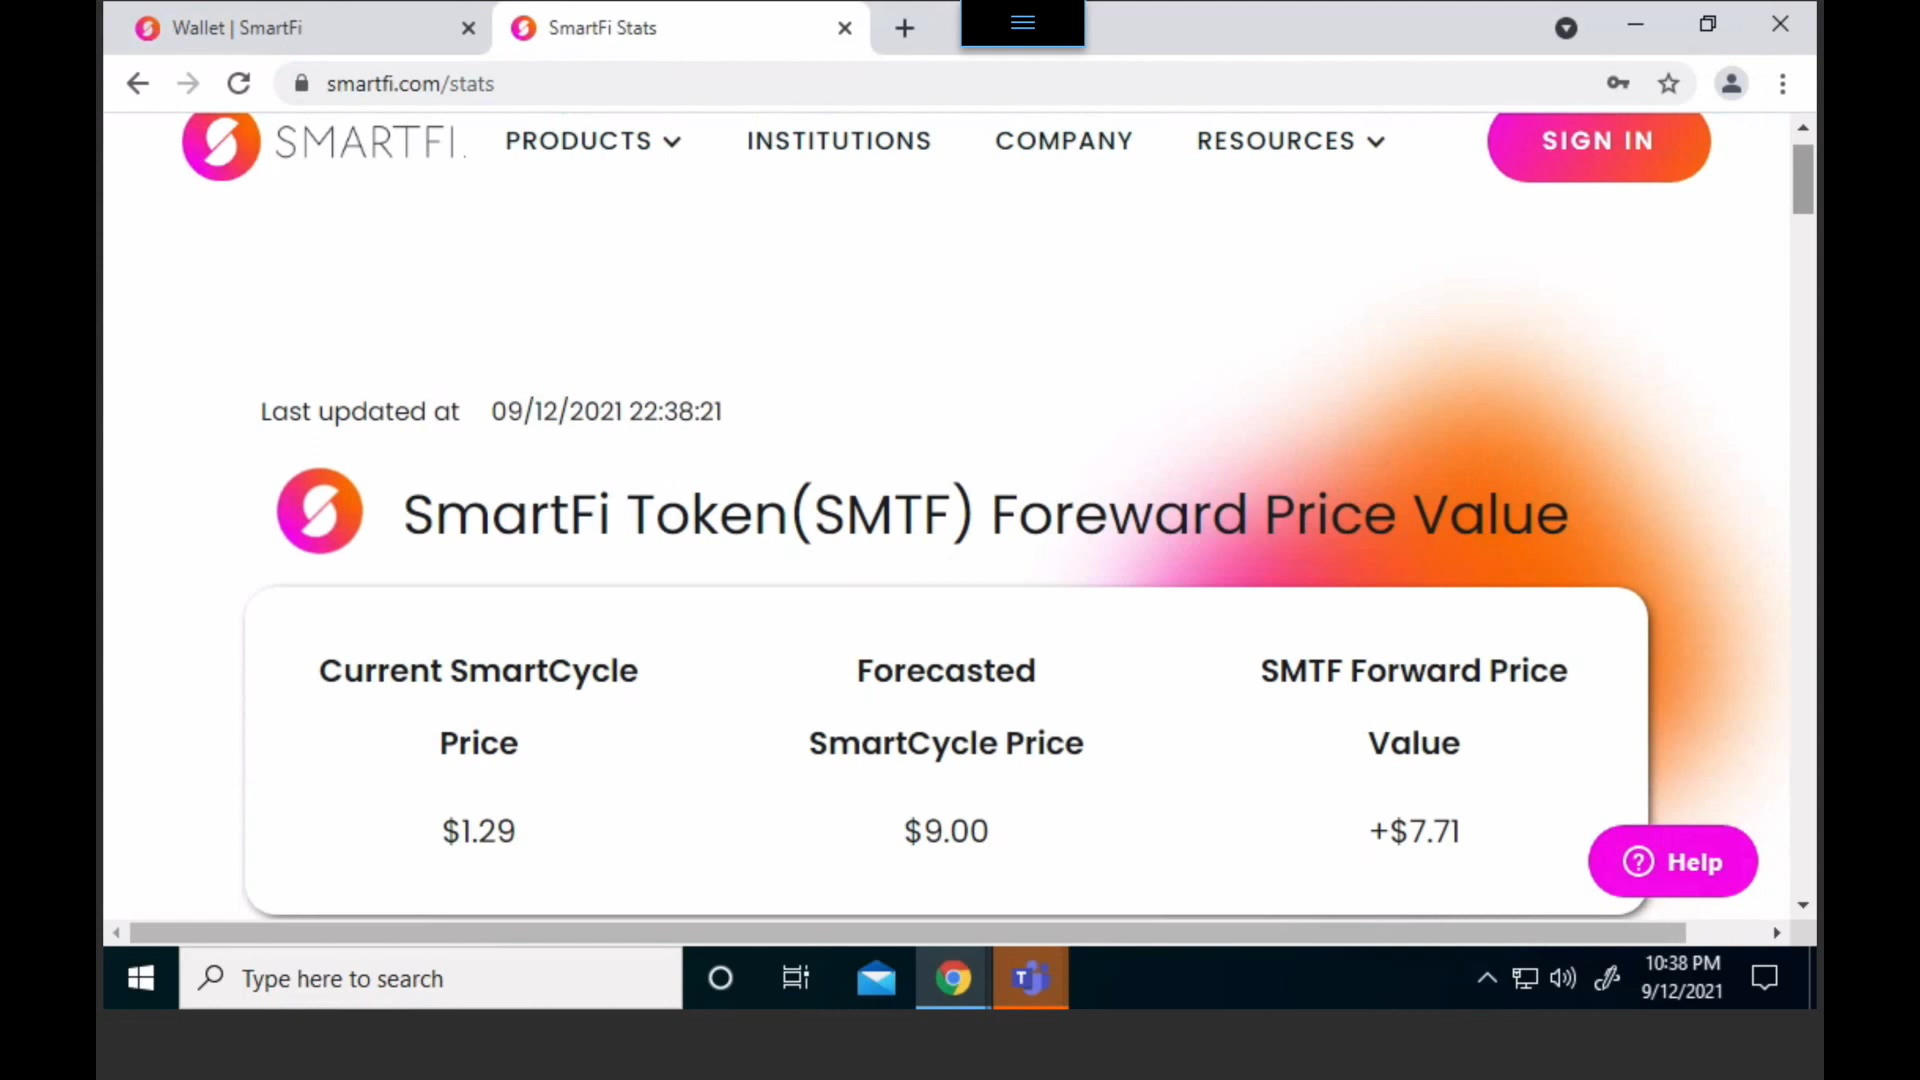 Wallet | SmartFi
SmartFi Stats
smartfi.com/stats
SMARTFI.
PRODUCTS
INSTITUTIONS
COMPANY
RESOURCES
SIGN IN
Last updated at 09/12/2021 22:38:21
SmartFi Token(SMTF) Foreward Price Value
Current SmartCycle
Price
$1.29
Forecasted
SmartCycle Price
$9.00
SMTF Forward Price
Value
+$7.71
Help
Type here to search
10:38 PM
9/12/2021